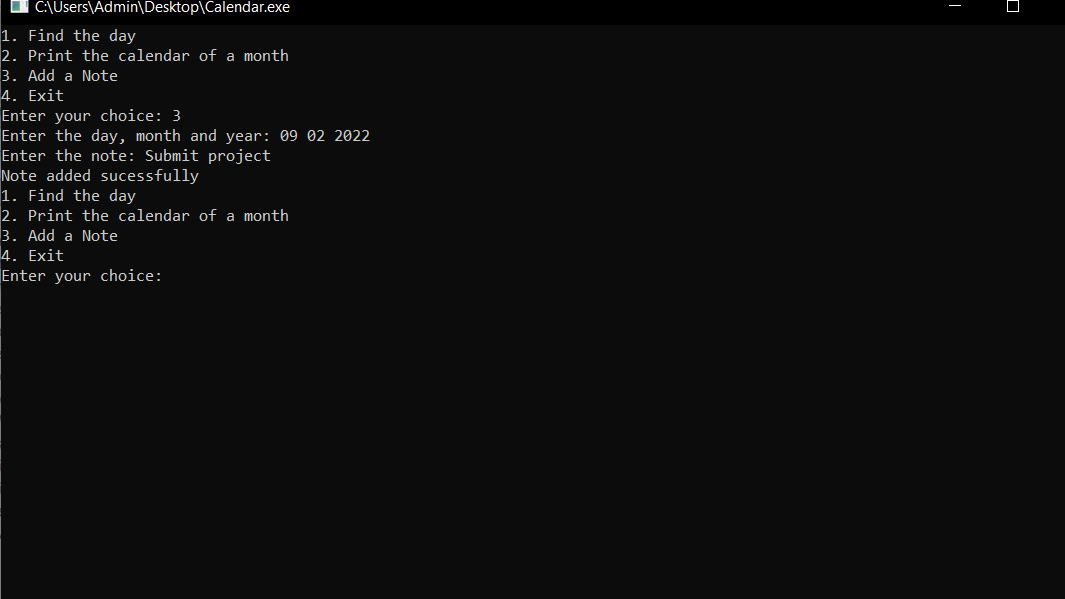 C:\Users\Admin\Desktop\Calendar.exe
1. Find the day
2. Print the calendar of a month
3. Add a Note
4. Exit
Enter your choice: 3
Enter the day, month and year: 09 02 2022
Enter the note: Submit project
Note added sucessfully
1. Find the day
2. Print the calendar of a month
3. Add a Note
4. Exit
Enter your choice: